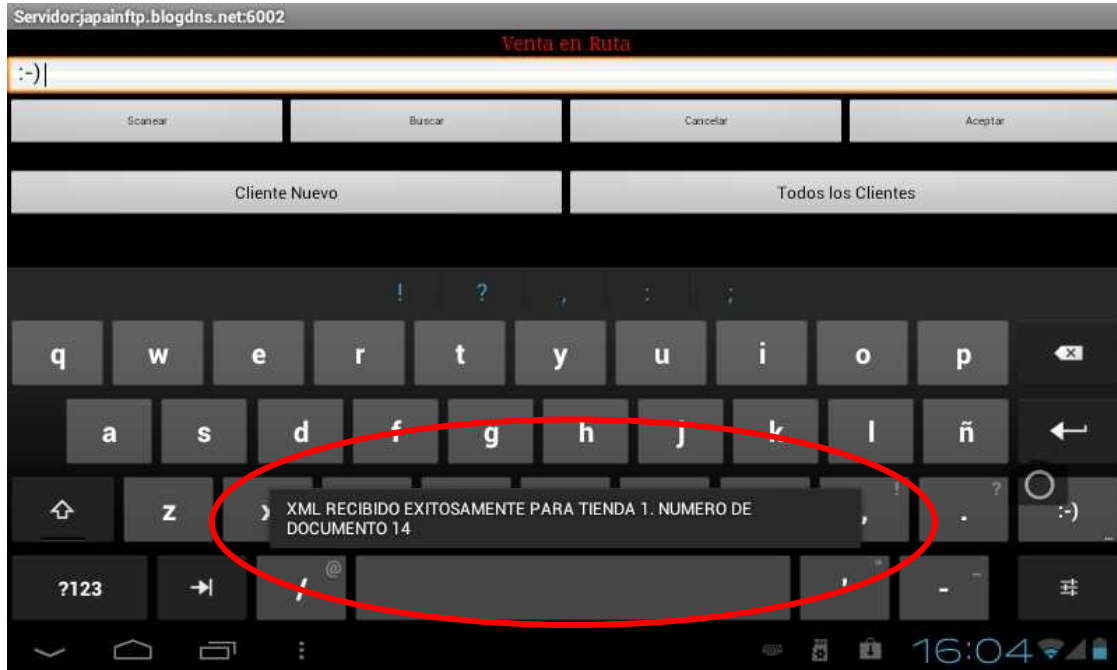 Servidor:japainftp.blogdns.net:6002
Venta en Ruta
:-)
Scanear Buscar Cancelar Aceptar
Cliente Nuevo Todos los Clientes
! ? , : ;
q w e r t y u i o p
a s d f g h j k l ñ
z x , ! . ? :-) ...
XML RECIBIDO EXITOSAMENTE PARA TIENDA 1. NUMERO DE
DOCUMENTO 14
?123 / @ ' " - _
16:04